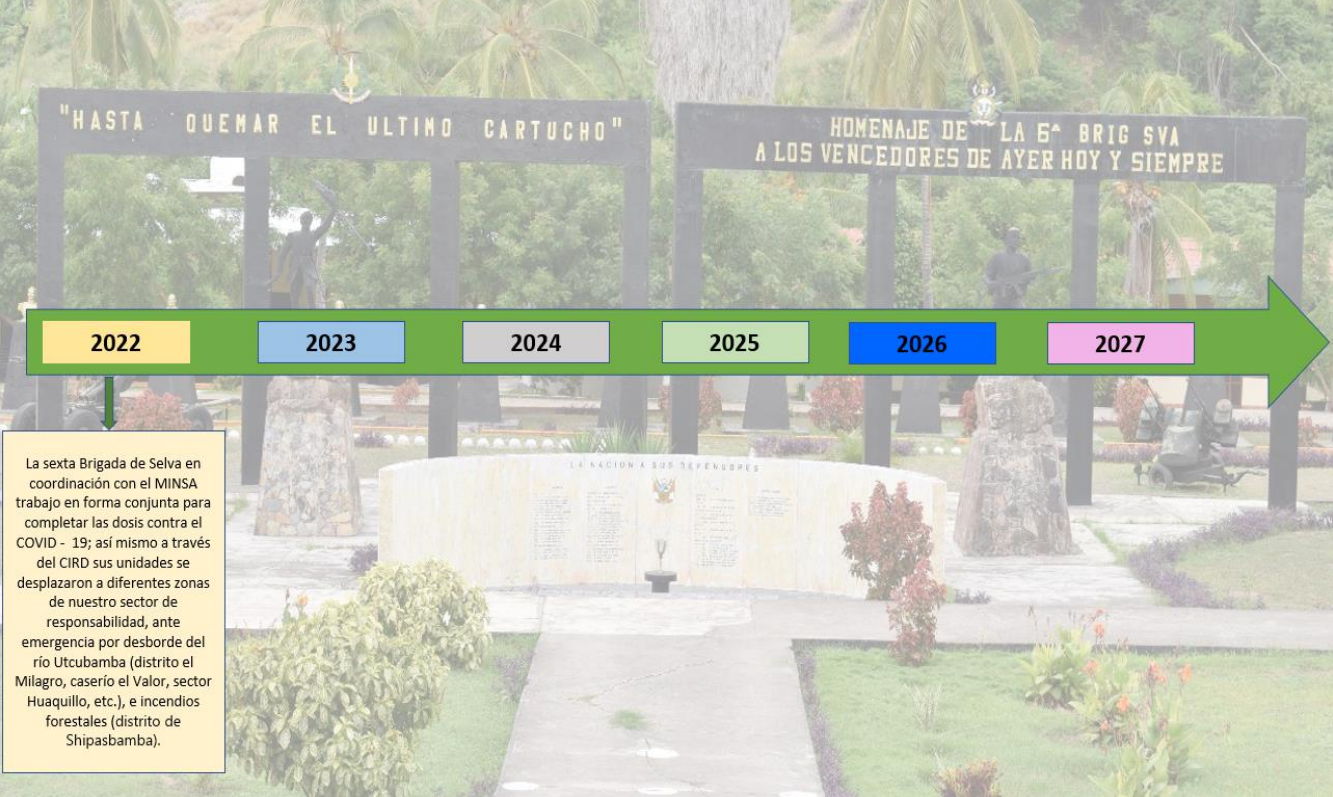 "HASTA QUEMAR EL ULTIMO CARTUCHO"
HOMENAJE DE LA 6ª BRIG SVA
A LOS VENCEDORES DE AYER HOY Y SIEMPRE
2022
2023
2024
2025
2026
2027
La sexta Brigada de Selva en
coordinación con el MINSA
trabajo en forma conjunta para
completar las dosis contra el
COVID - 19; así mismo a través
del CIRD sus unidades se
desplazaron a diferentes zonas
de nuestro sector de
responsabilidad, ante
emergencia por desborde del
río Utcubamba (distrito el
Milagro, caserío el Valor, sector
Huaquillo, etc.), e incendios
forestales (distrito de
Shipasbamba).
LA NACION A SUS DEFENSORES